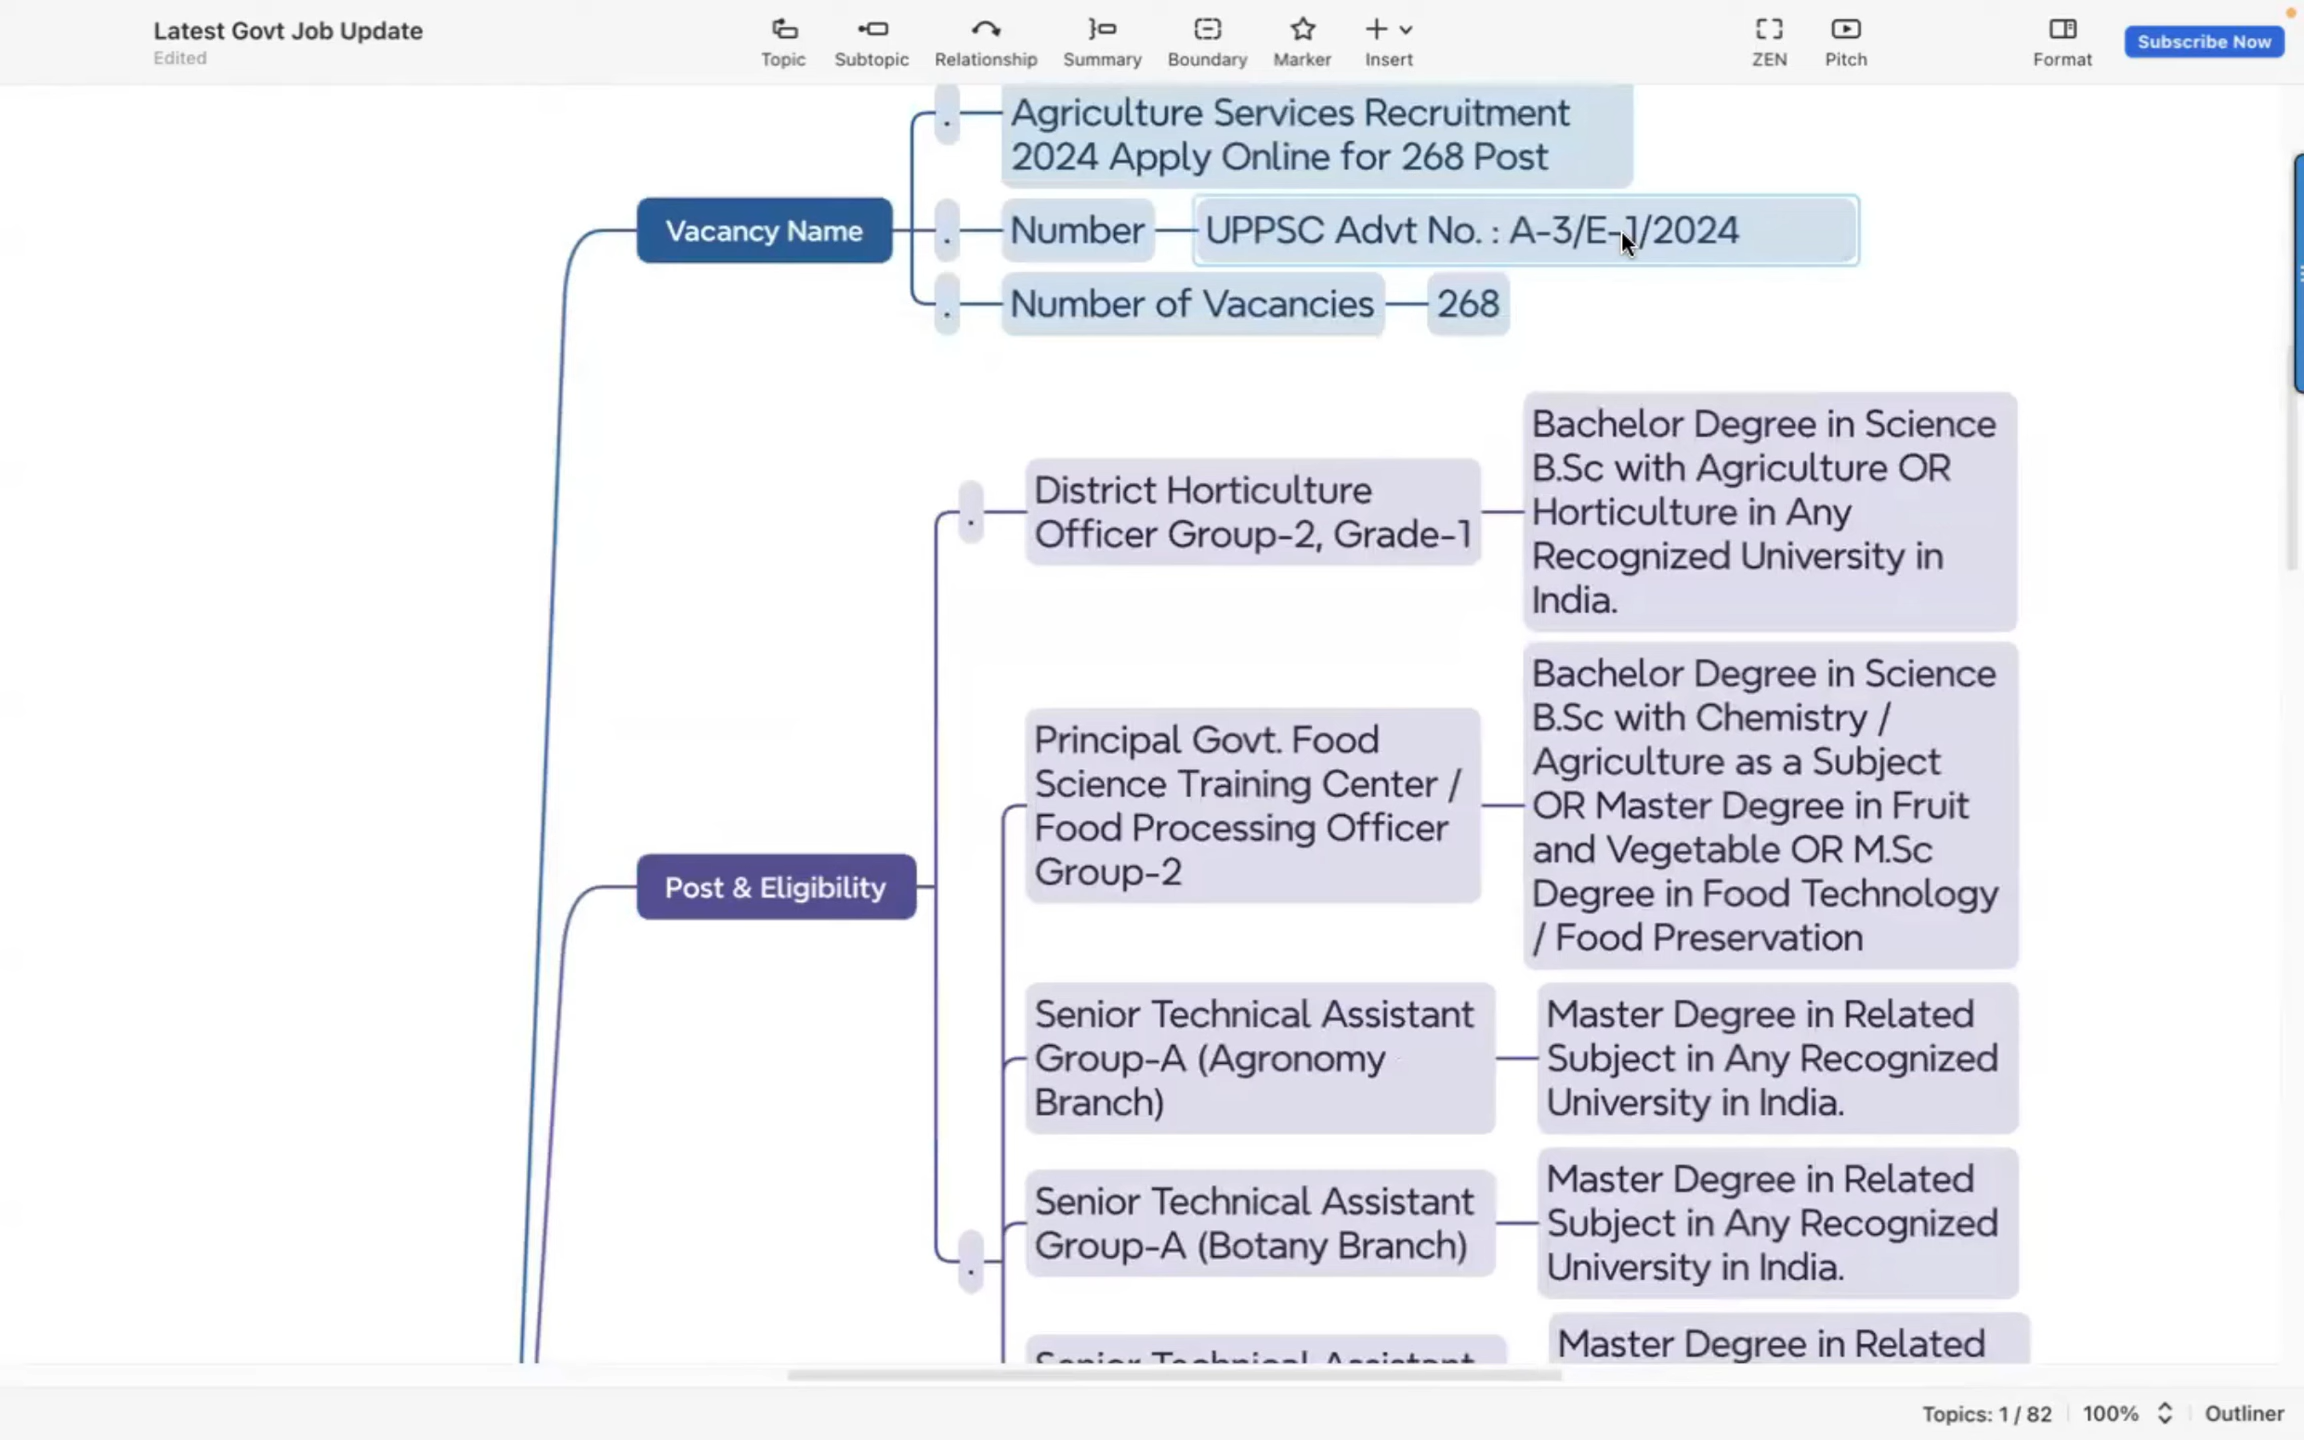 Latest Govt Job Update
Edited
Topic
Subtopic
Relationship
Summary
Boundary
Marker
Insert
ZEN
Pitch
Format
Subscribe Now
.
Agriculture Services Recruitment
2024 Apply Online for 268 Post
Vacancy Name
.
Number
UPPSC Advt No. : A-3/E-1/2024
.
Number of Vacancies
268
Post & Eligibility
.
District Horticulture
Officer Group-2, Grade-1
Bachelor Degree in Science
B.Sc with Agriculture OR
Horticulture in Any
Recognized University in
India.
.
Principal Govt. Food
Science Training Center /
Food Processing Officer
Group-2
Bachelor Degree in Science
B.Sc with Chemistry /
Agriculture as a Subject
OR Master Degree in Fruit
and Vegetable OR M.Sc
Degree in Food Technology
/ Food Preservation
Senior Technical Assistant
Group-A (Agronomy
Branch)
Master Degree in Related
Subject in Any Recognized
University in India.
Senior Technical Assistant
Group-A (Botany Branch)
Master Degree in Related
Subject in Any Recognized
University in India.
Senior Technical Assistant
Master Degree in Related
Topics: 1 / 82
100%
Outliner